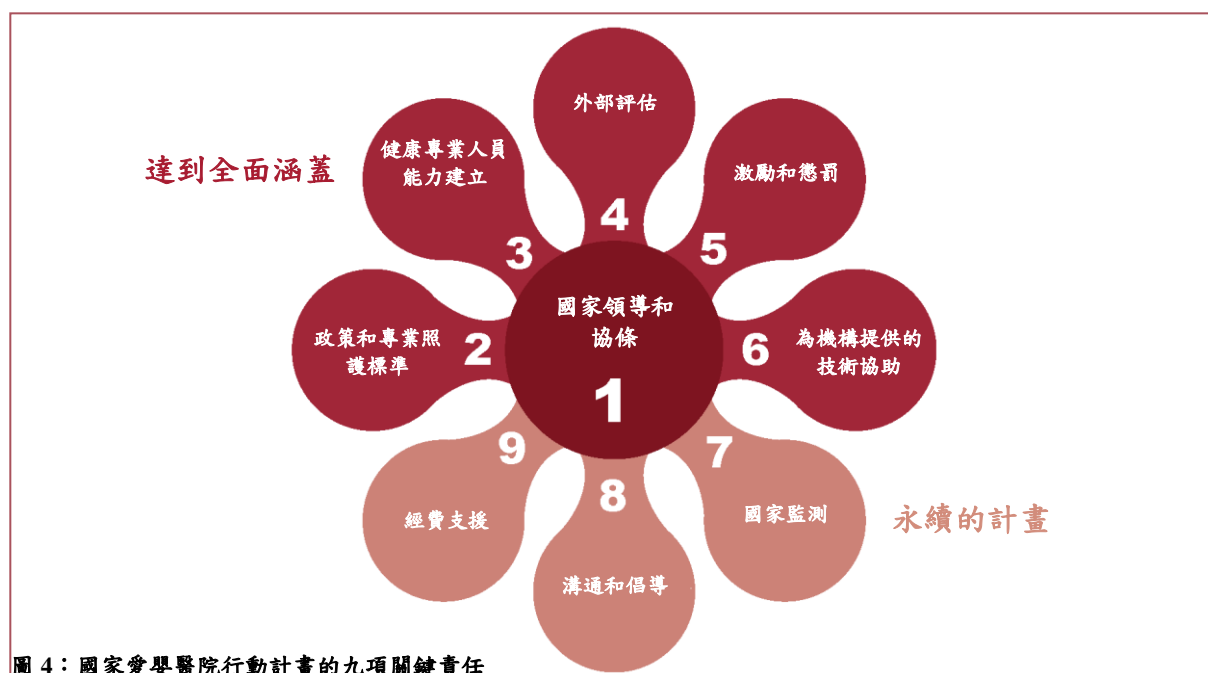 外部評估
4
健康專業人員
能力建立
3
激勵和懲罰
5
達到全面涵蓋
國家領導和
協條
1
政策和專業照
護標準
2
為機構提供的
技術協助
6
經費支援
9
溝通和倡導
8
國家監測
7
永續的計畫
圖 4：國家愛嬰醫院行動計畫的九項關鍵責任